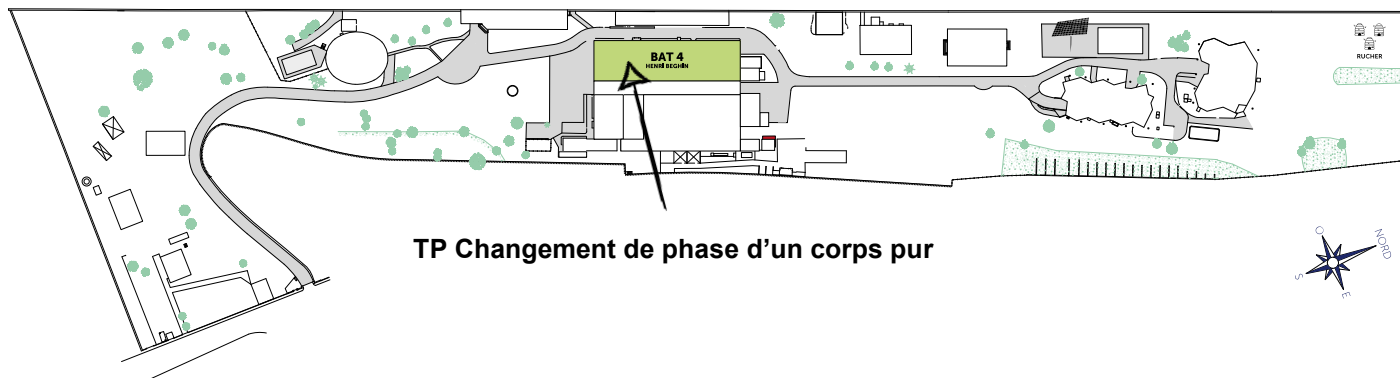 BAT 4
HENRI BEGHIN
RUCHER
TP Changement de phase d’un corps pur
O
NORD
S
E